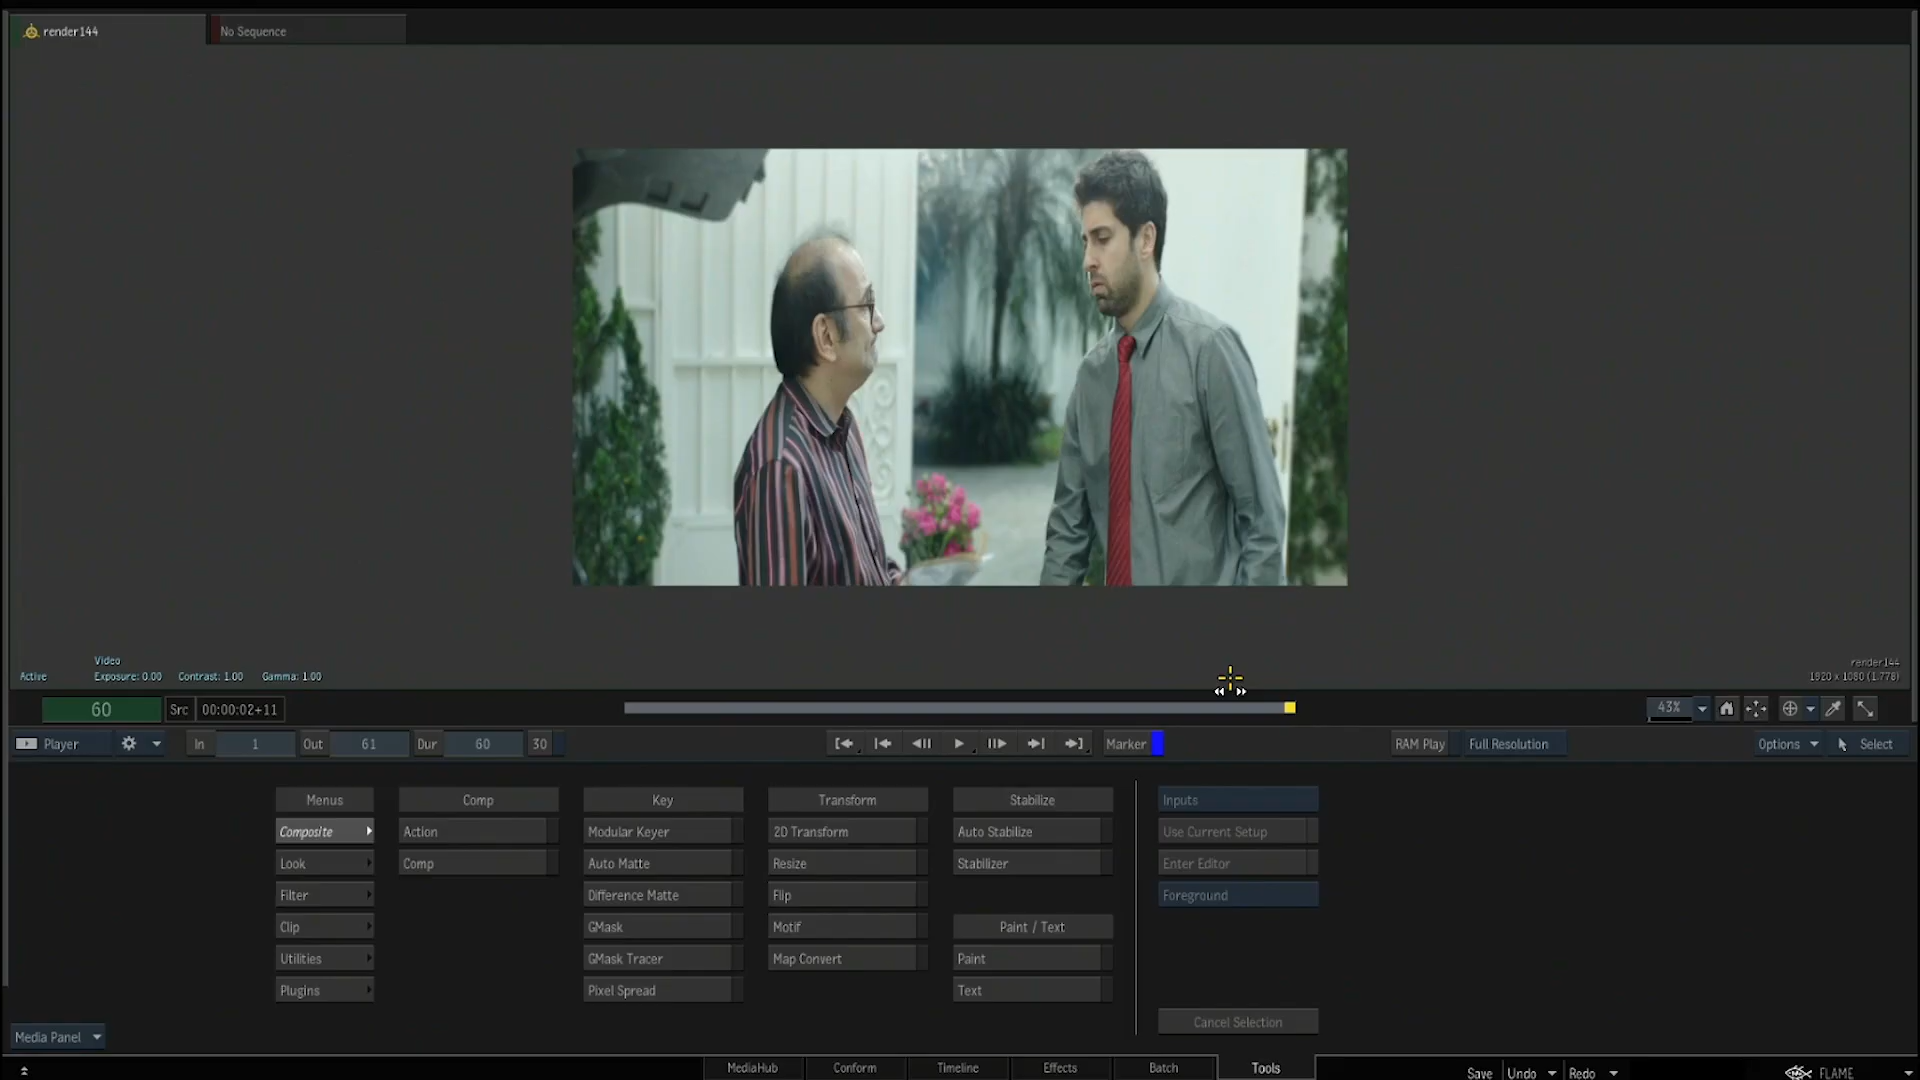 render144
No Sequence
Video
Active
Exposure: 0.00
Contrast: 1.00
Gamma: 1.00
render144
1920 x 1080 (1.778)
60
Src
00:00:02+11
43%
Player
In
1
Out
61
Dur
60
30
Marker
RAM Play
Full Resolution
Options
Select
Menus
Comp
Key
Transform
Stabilize
Inputs
Composite
Action
Modular Keyer
2D Transform
Auto Stabilize
Use Current Setup
Look
Comp
Auto Matte
Resize
Stabilizer
Enter Editor
Filter
Difference Matte
Flip
Foreground
Clip
GMask
Motif
Paint / Text
Utilities
GMask Tracer
Map Convert
Paint
Plugins
Pixel Spread
Text
Cancel Selection
Media Panel
MediaHub
Conform
Timeline
Effects
Batch
Tools
Save
Undo
Redo
FLAME